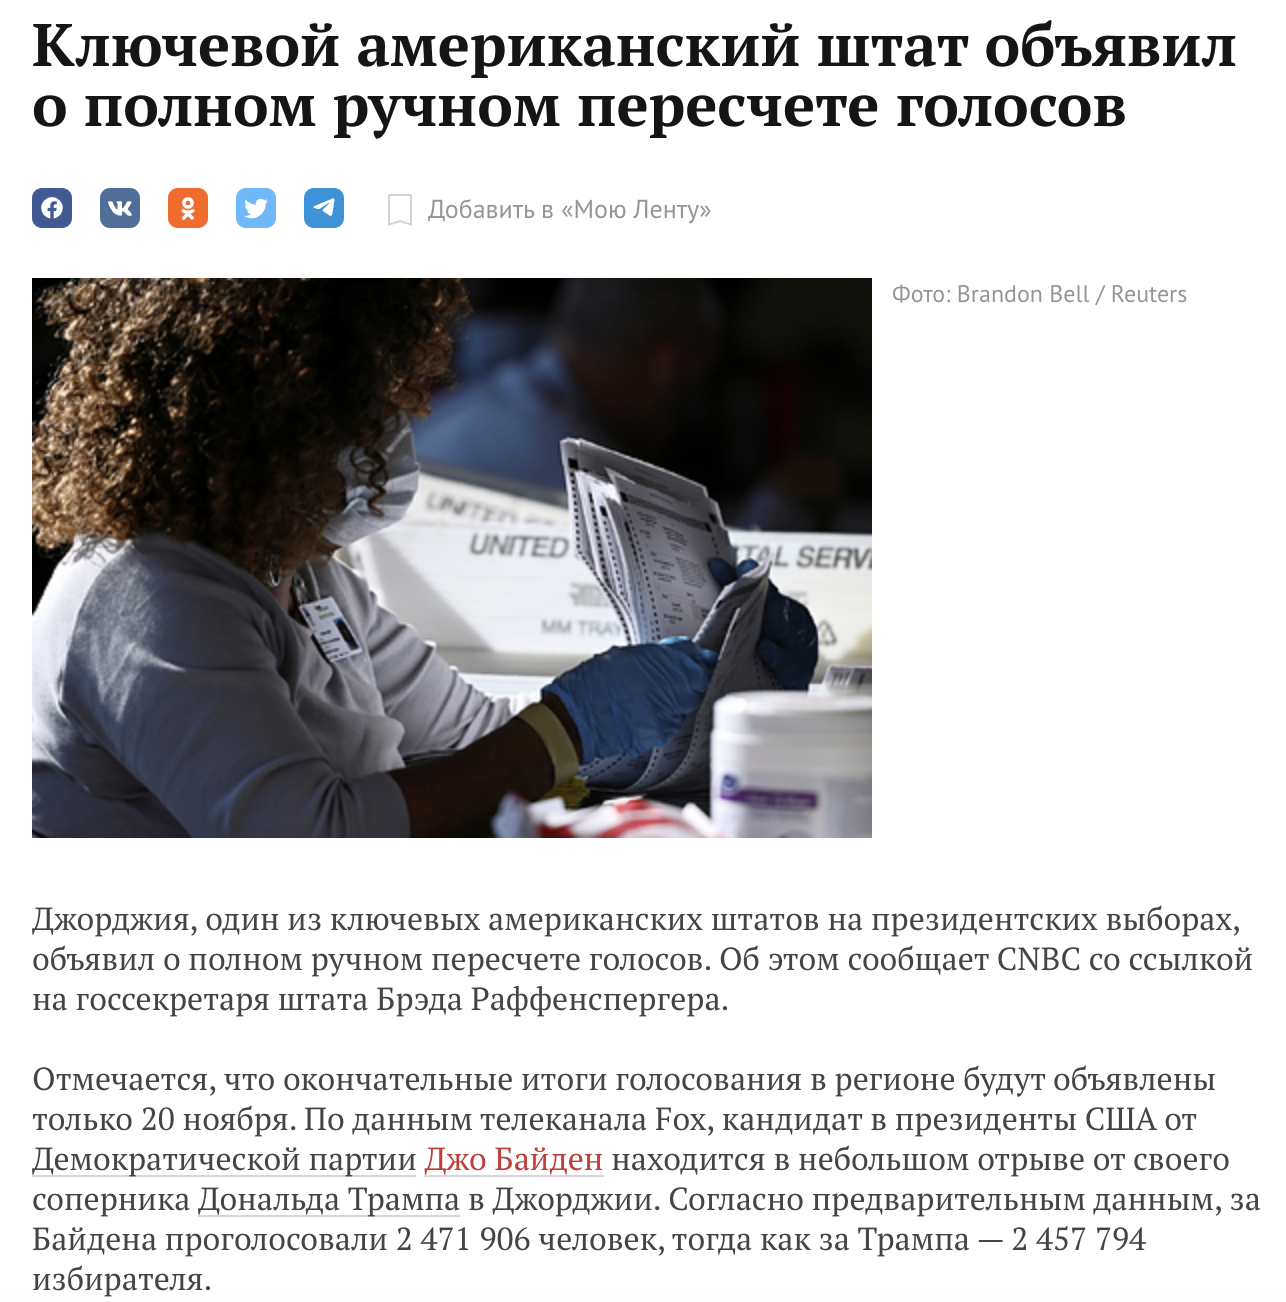 Ключевой американский штат объявил
о полном ручном пересчете голосов
Добавить в «Мою Ленту»
Фото: Brandon Bell / Reuters
UNITED
UNITED
TAL SERV
MM TRAY
Джорджия, один из ключевых американских штатов на президентских выборах,
объявил о полном ручном пересчете голосов. Об этом сообщает CNBC со ссылкой
на госсекретаря штата Брэда Раффенспергера.
Отмечается, что окончательные итоги голосования в регионе будут объявлены
только 20 ноября. По данным телеканала Fox, кандидат в президенты США от
Демократической партии Джо Байден находится в небольшом отрыве от своего
соперника Дональда Трампа в Джорджии. Согласно предварительным данным, за
Байдена проголосовали 2 471 906 человек, тогда как за Трампа — 2 457 794
избирателя.